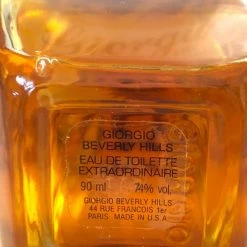 GIORGIO
BEVERLY HILLS
EAU DE TOILETTE
EXTRAORDINAIRE
90 ml 74% vol.
GIORGIO BEVERLY HILLS
44 RUE FRANCOIS 1er
PARIS MADE IN U.S.A